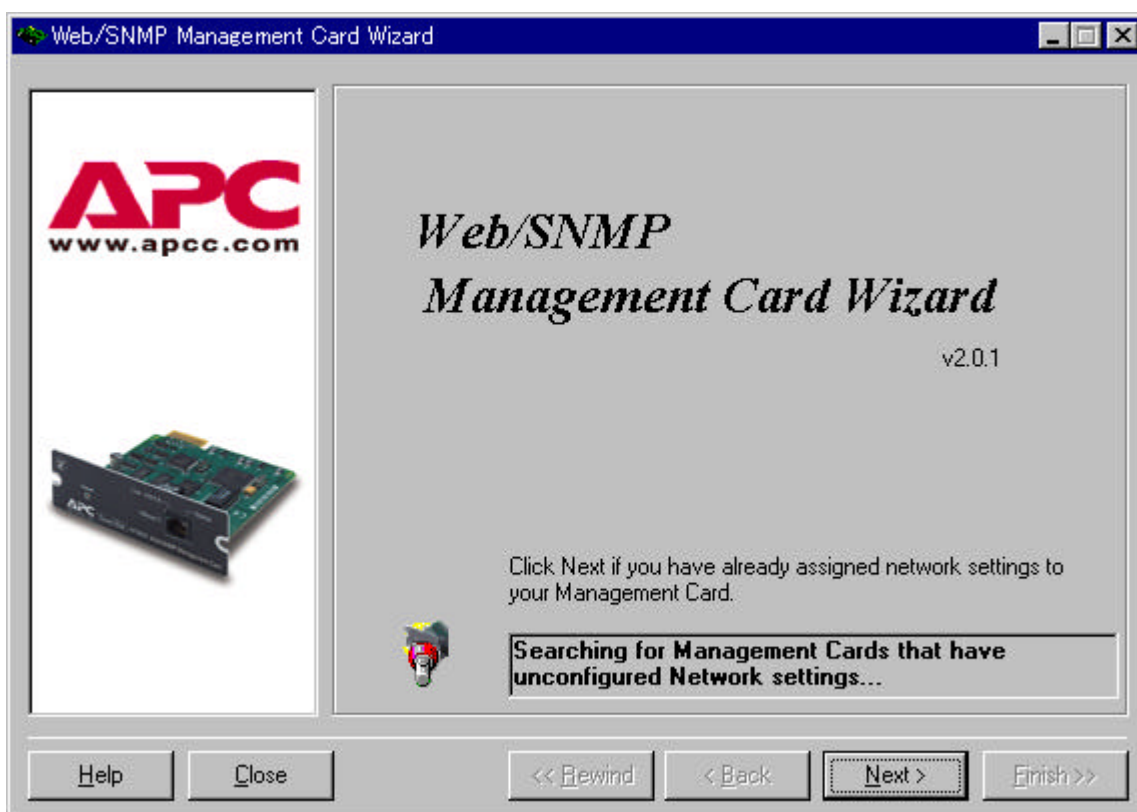 Web/SNMP Management Card Wizard
APC
www.apcc.com
Web/SNMP
Management Card Wizard
v2.0.1
APC
Click Next if you have already assigned network settings to
your Management Card.
Searching for Management Cards that have
unconfigured Network settings...
Help
Close
<< Rewind
< Back
Next >
Finish >>